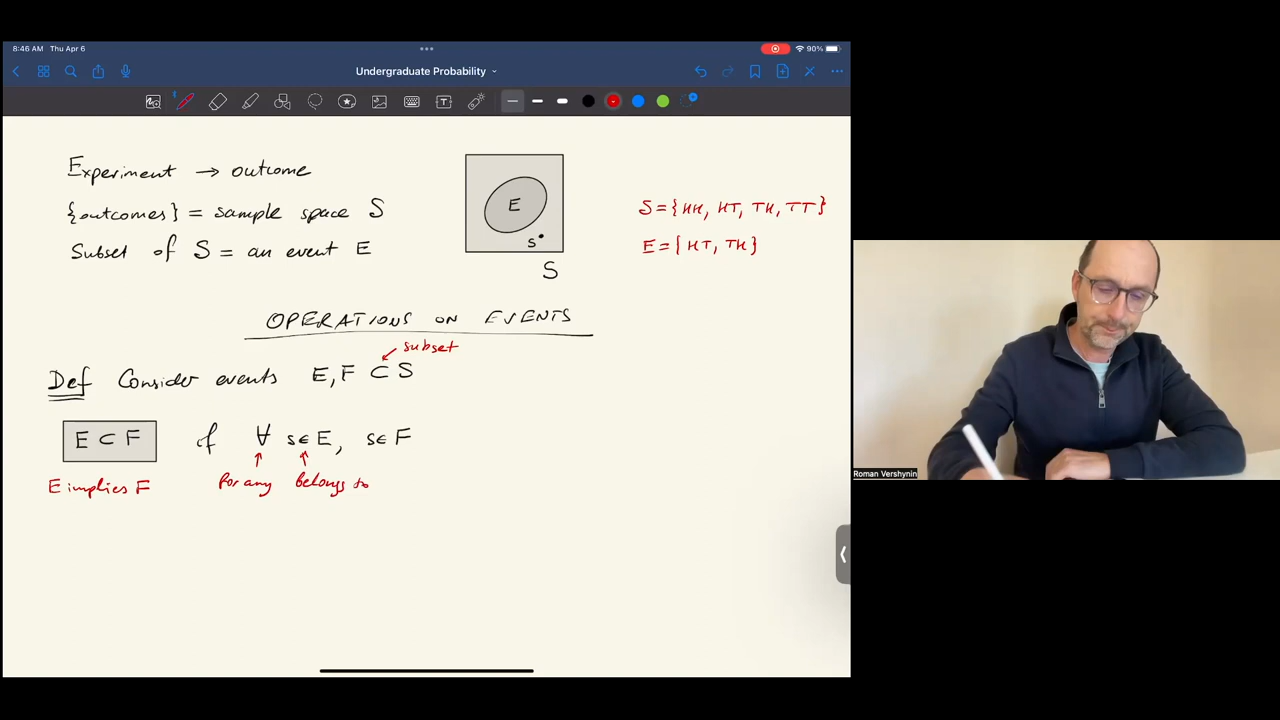 8:46 AM Thu Apr 6
90%
Undergraduate Probability
Experiment → outcome
{outcomes} = sample space S
Subset of S = an event E
E
s
S
S = {HH, HT, TH, TT}
E = {HT, TH}
OPERATIONS ON EVENTS
subset
Def Consider events E, F ⊂ S
E ⊂ F if ∀ s ∈ E, s ∈ F
E implies F for any belongs to
Roman Vershynin